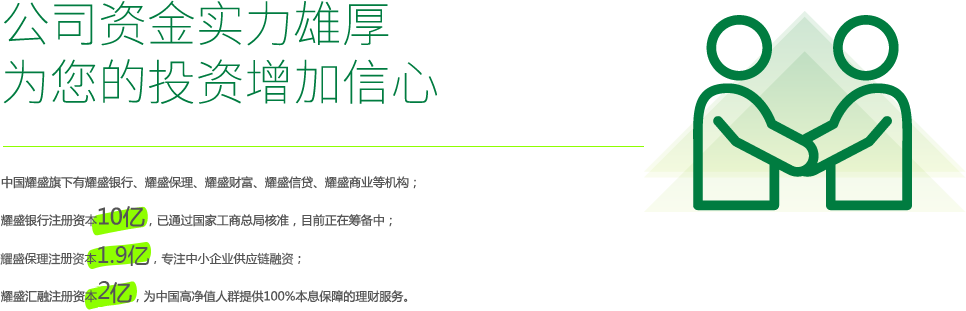 公司资金实力雄厚
为您的投资增加信心
中国耀盛旗下有耀盛银行、耀盛保理、耀盛财富、耀盛信贷、耀盛商业等机构；
耀盛银行注册资本10亿，已通过国家工商总局核准，目前正在筹备中；
耀盛保理注册资本1.9亿，专注中小企业供应链融资；
耀盛汇融注册资本2亿，为中国高净值人群提供100%本息保障的理财服务。